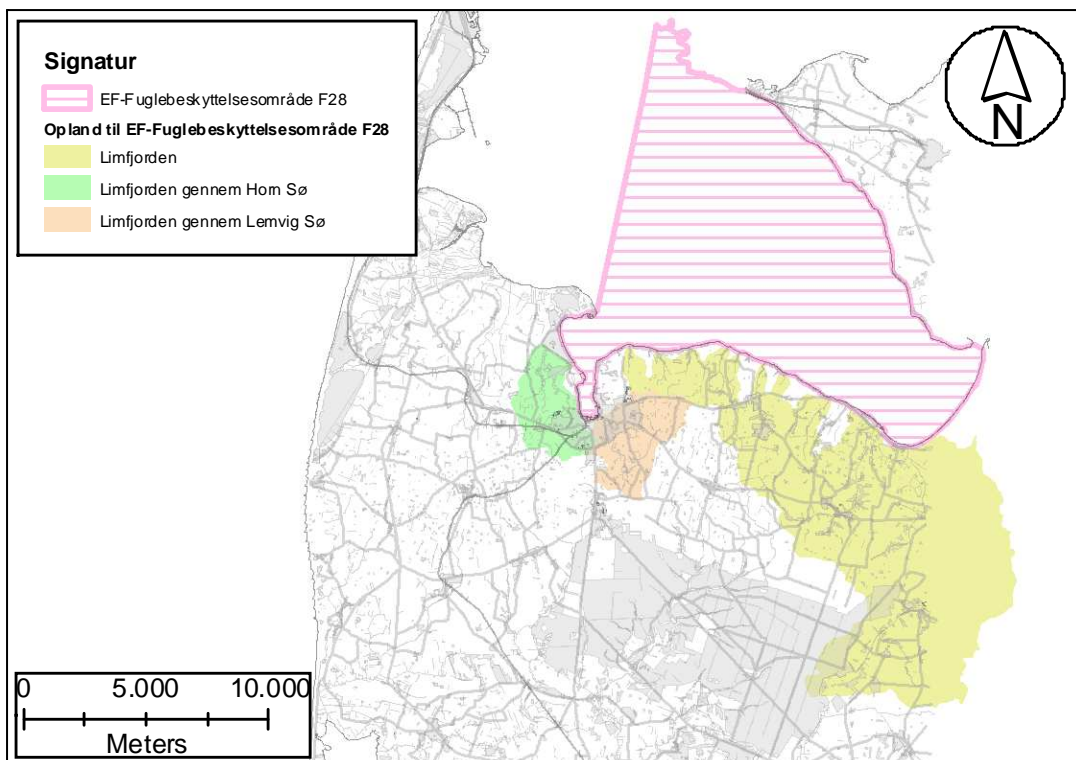 Signatur
EF-Fuglebeskyttelsesområde F28
Opland til EF-Fuglebeskyttelsesområde F28
Limfjorden
Limfjorden gennem Horn Sø
Limfjorden gennem Lemvig Sø
N
0 5.000 10.000
Meters